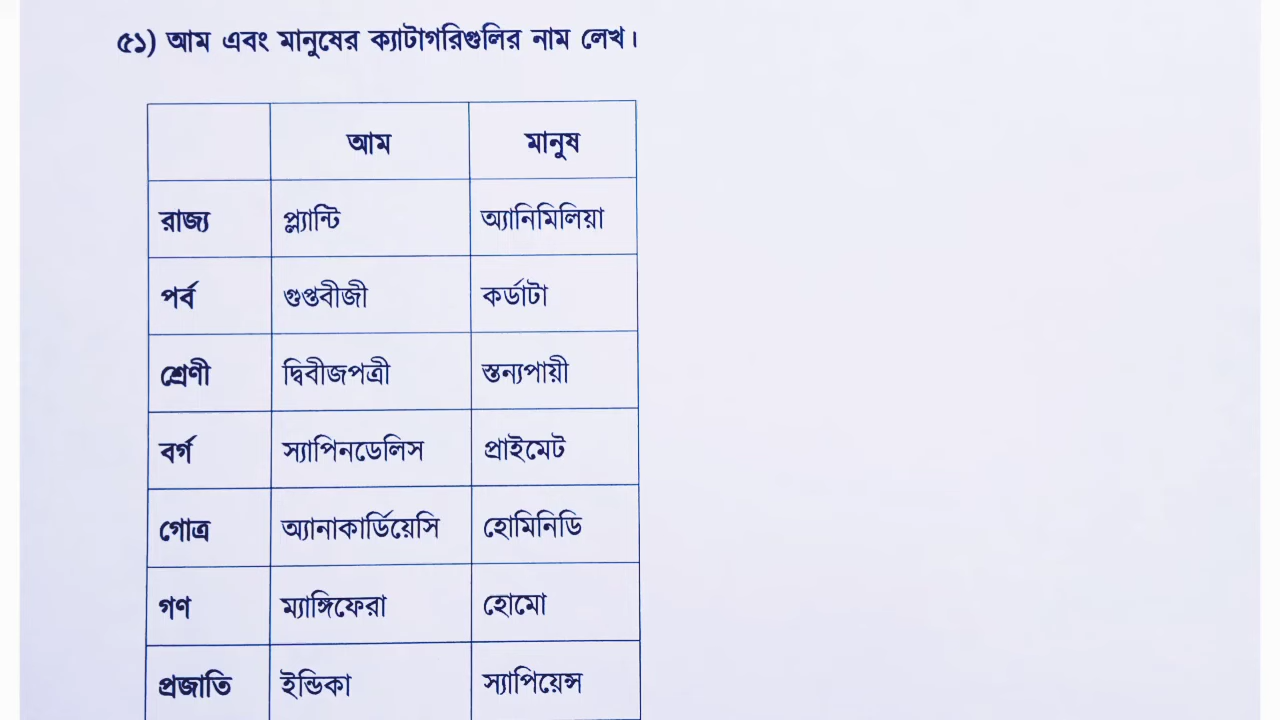 ৫১) আম এবং মানুষের ক্যাটাগরিগুলির নাম লেখ।
আম মানুষ
রাজ্য প্ল্যান্টি অ্যানিমিলিয়া
পর্ব গুপ্তবীজী কর্ডাটা
শ্রেণী দ্বিবীজপত্রী স্তন্যপায়ী
বর্গ স্যাপিনডেলিস প্রাইমেট
গোত্র অ্যানাকার্ডিয়েসি হোমিনিডি
গণ ম্যাঙ্গিফেরা হোমো
প্রজাতি ইন্ডিকা স্যাপিয়েন্স